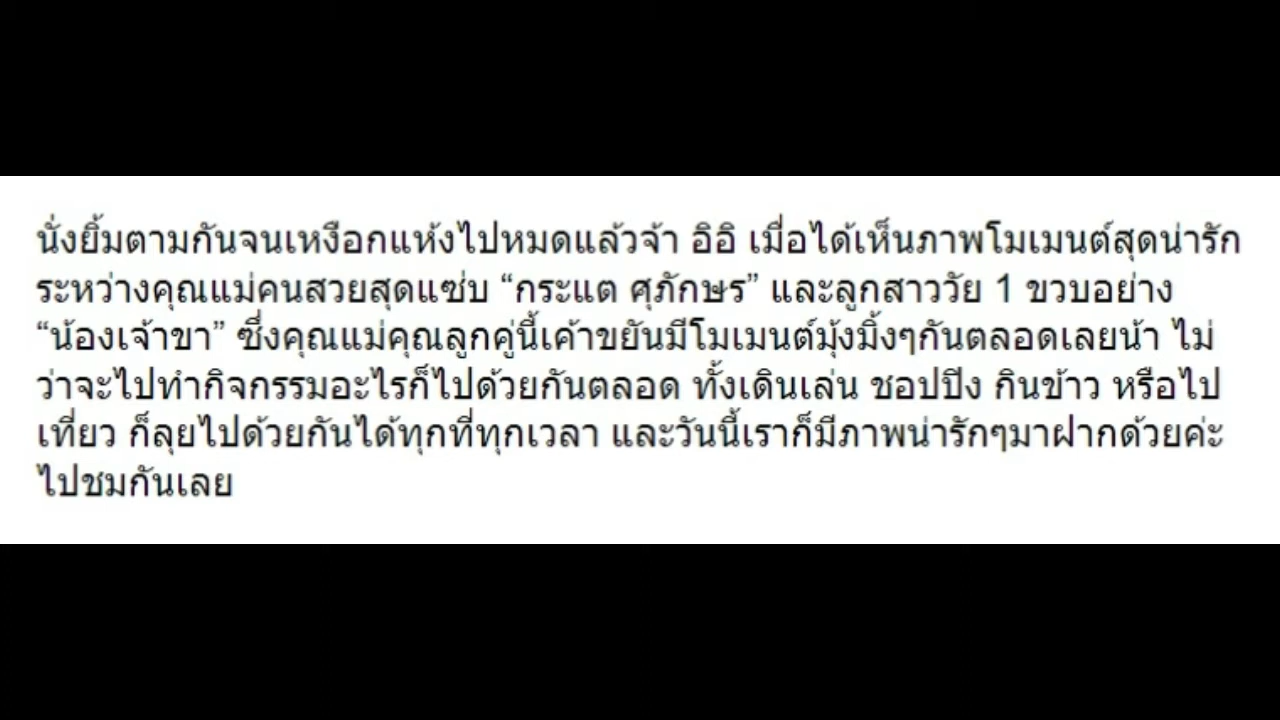 นั่งยิ้มตามกันจนเหงือกแห้งไปหมดแล้วจ้า อิอิ เมื่อได้เห็นภาพโมเมนต์สุดน่ารัก
ระหว่างคุณแม่คนสวยสุดแซ่บ “กระแต ศุภักษร” และลูกสาววัย 1 ขวบอย่าง
“น้องเจ้าขา” ซึ่งคุณแม่คุณลูกคู่นี้เค้าขยันมีโมเมนต์มุ้งมิ้งๆกันตลอดเลยน้า ไม่
ว่าจะไปทำกิจกรรมอะไรก็ไปด้วยกันตลอด ทั้งเดินเล่น ชอปปิง กินข้าว หรือไป
เที่ยว ก็ลุยไปด้วยกันได้ทุกที่ทุกเวลา และวันนี้เราก็มีภาพน่ารักๆมาฝากด้วยค่ะ
ไปชมกันเลย